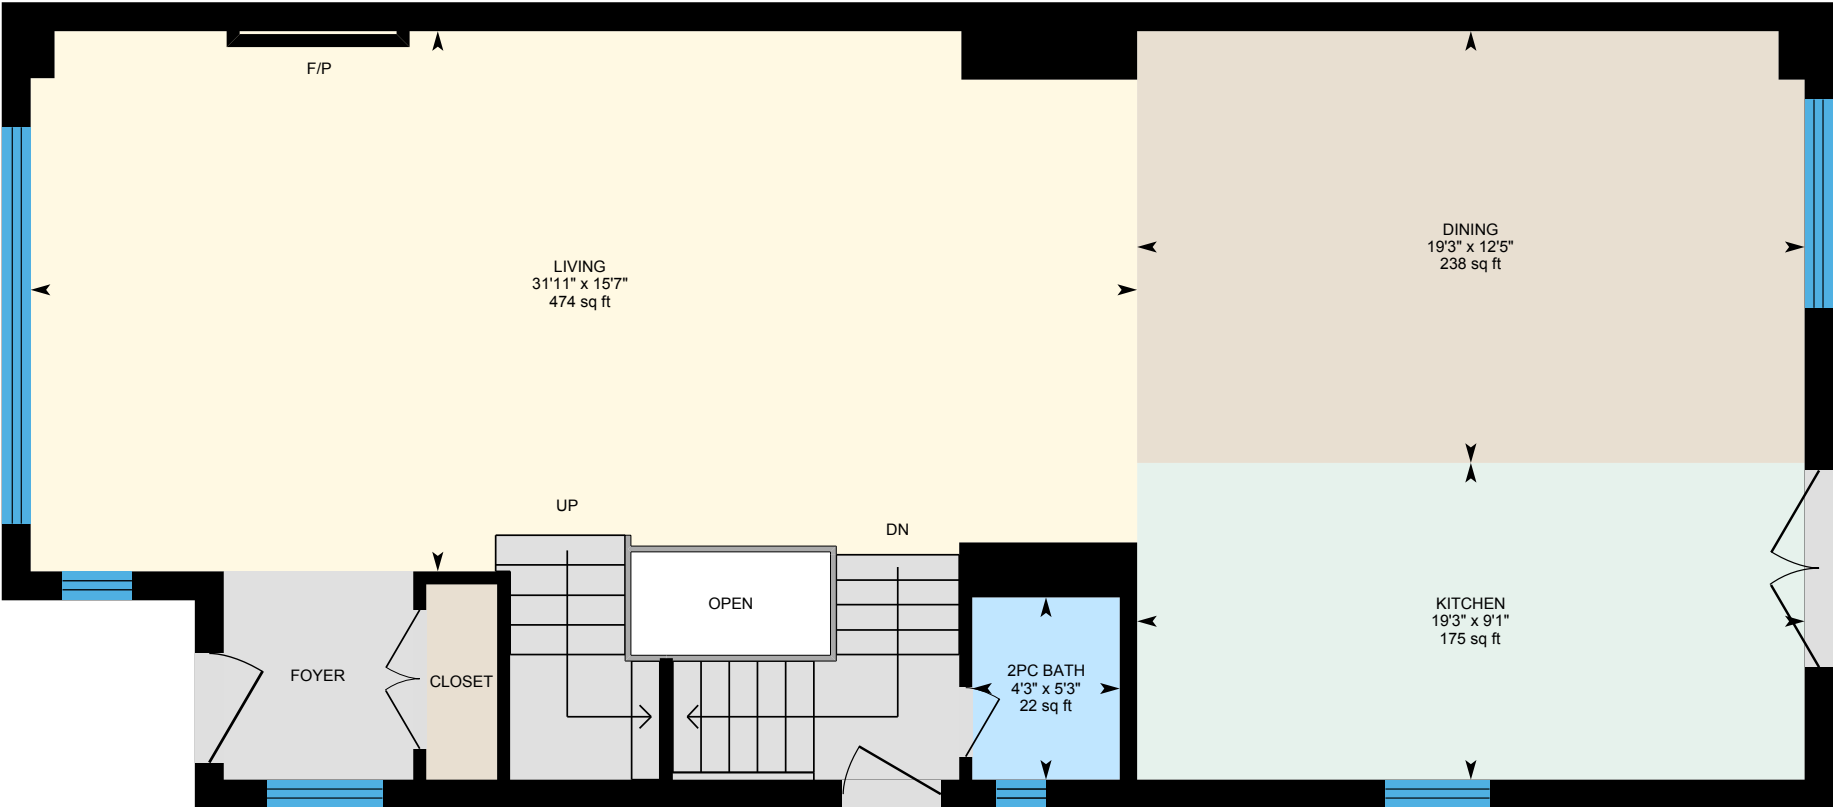 F/P
LIVING
31'11" x 15'7"
474 sq ft
DINING
19'3" x 12'5"
238 sq ft
UP
DN
OPEN
FOYER
CLOSET
2PC BATH
4'3" x 5'3"
22 sq ft
KITCHEN
19'3" x 9'1"
175 sq ft